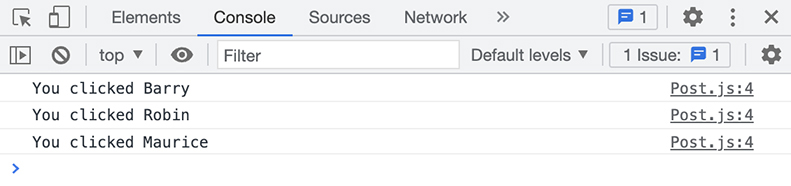 Elements Console Sources Network » 1
top ▼ Filter Default levels ▼ 1 Issue: 1
You clicked Barry Post.js:4
You clicked Robin Post.js:4
You clicked Maurice Post.js:4